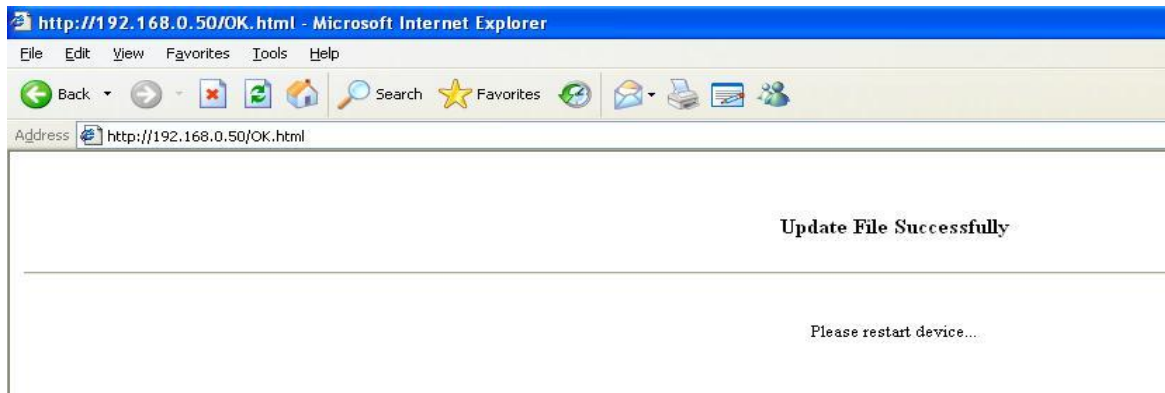 http://192.168.0.50/OK.html - Microsoft Internet Explorer
File Edit View Favorites Tools Help
Back Search Favorites
Address http://192.168.0.50/OK.html
Update File Successfully
Please restart device...